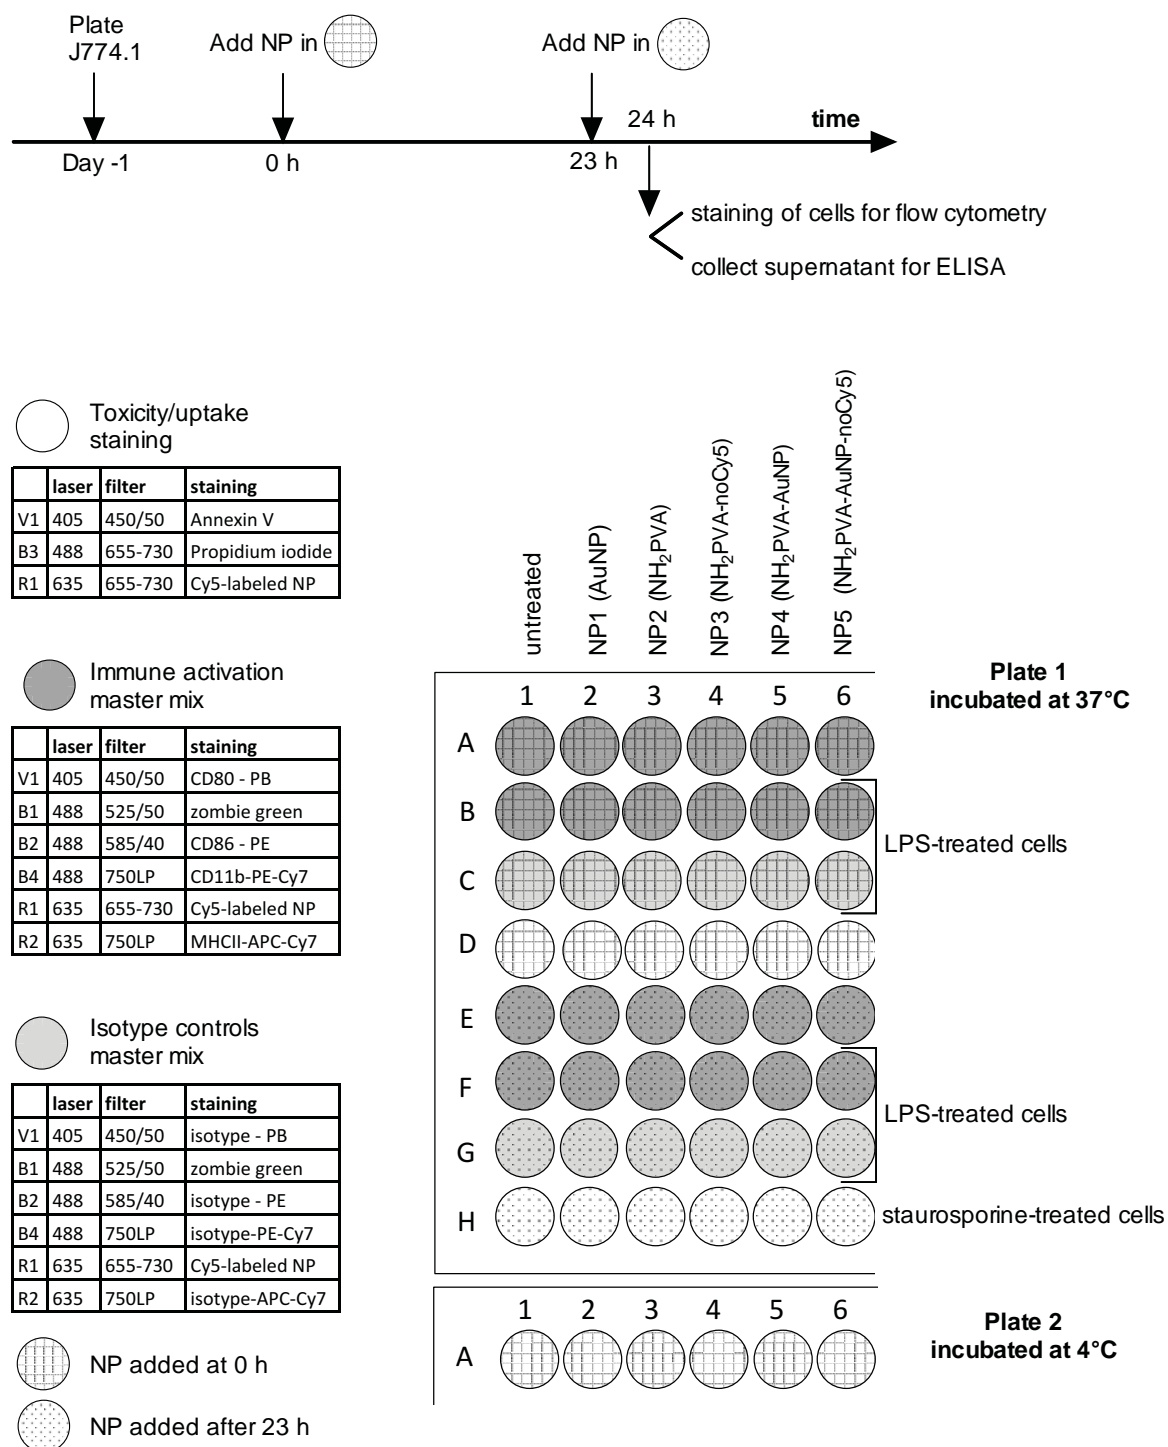 Plate
J774.1
Add NP in
Add NP in
24 h
time
Day -1
0 h
23 h
staining of cells for flow cytometry
collect supernatant for ELISA
Toxicity/uptake
staining
laser filter staining
V1 405 450/50 Annexin V
B3 488 655-730 Propidium iodide
R1 635 655-730 Cy5-labeled NP
Immune activation
master mix
laser filter staining
V1 405 450/50 CD80 - PB
B1 488 525/50 zombie green
B2 488 585/40 CD86 - PE
B4 488 750LP CD11b-PE-Cy7
R1 635 655-730 Cy5-labeled NP
R2 635 750LP MHCII-APC-Cy7
Isotype controls
master mix
laser filter staining
V1 405 450/50 isotype - PB
B1 488 525/50 zombie green
B2 488 585/40 isotype - PE
B4 488 750LP isotype-PE-Cy7
R1 635 655-730 Cy5-labeled NP
R2 635 750LP isotype-APC-Cy7
NP added at 0 h
NP added after 23 h
untreated
NP1 (AuNP)
NP2 (NH₂PVA)
NP3 (NH₂PVA-noCy5)
NP4 (NH₂PVA-AuNP)
NP5 (NH₂PVA-AuNP-noCy5)
Plate 1
incubated at 37°C
1 2 3 4 5 6
A
B
C
D
E
F
G
H
LPS-treated cells
LPS-treated cells
staurosporine-treated cells
Plate 2
incubated at 4°C
1 2 3 4 5 6
A